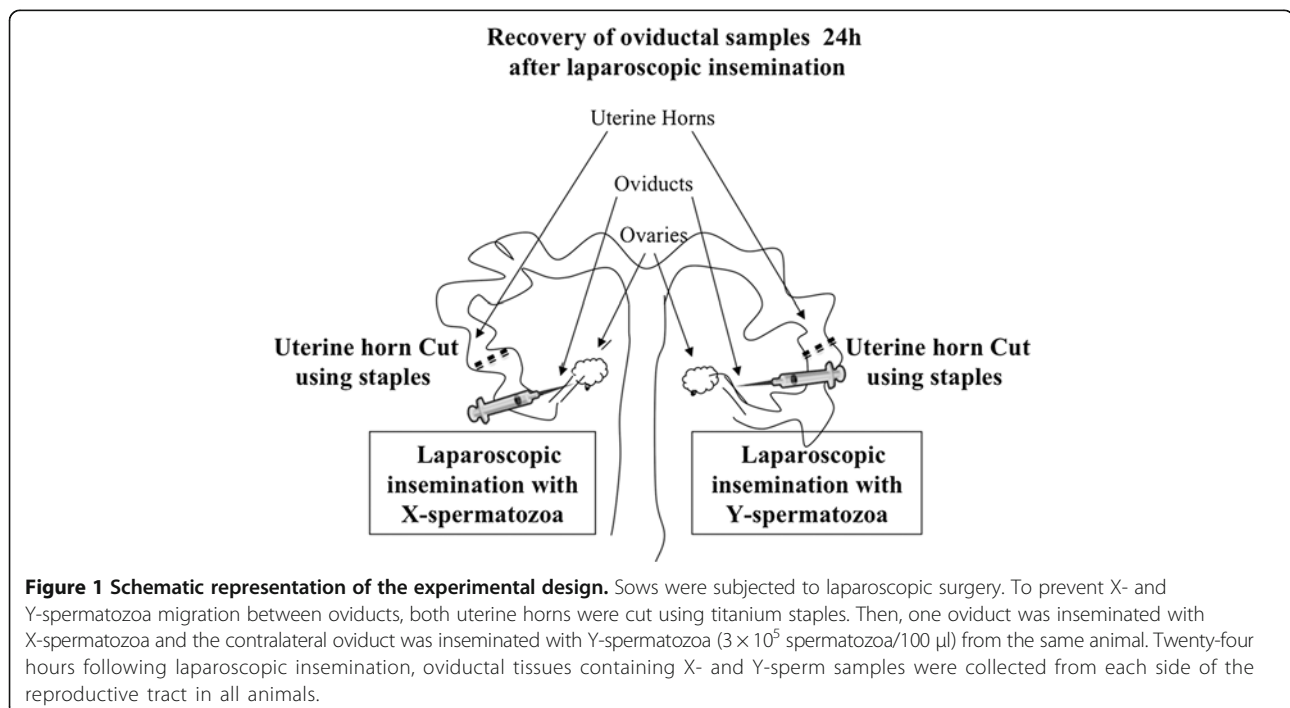 Recovery of oviductal samples 24h
after laparoscopic insemination
Uterine Horns
Oviducts
Ovaries
Uterine horn Cut
using staples
Uterine horn Cut
using staples
Laparoscopic
insemination with
X-spermatozoa
Laparoscopic
insemination with
Y-spermatozoa
Figure 1 Schematic representation of the experimental design. Sows were subjected to laparoscopic surgery. To prevent X- and
Y-spermatozoa migration between oviducts, both uterine horns were cut using titanium staples. Then, one oviduct was inseminated with
X-spermatozoa and the contralateral oviduct was inseminated with Y-spermatozoa (3 × 10⁵ spermatozoa/100 μl) from the same animal. Twenty-four
hours following laparoscopic insemination, oviductal tissues containing X- and Y-sperm samples were collected from each side of the
reproductive tract in all animals.